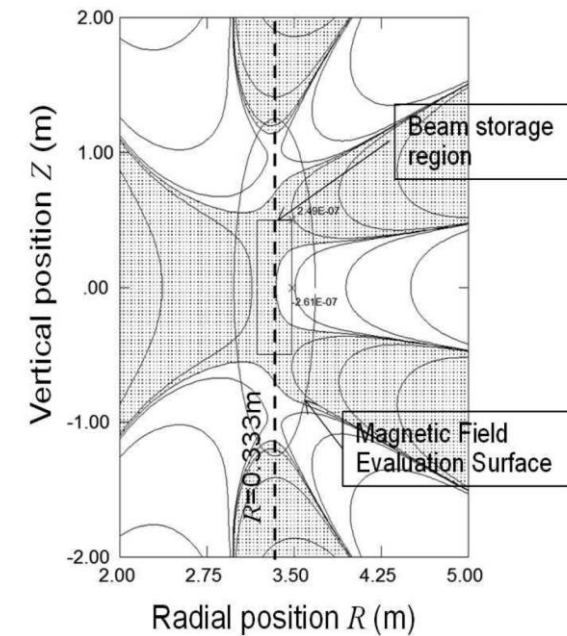 2.00
1.00
.00
-1.00
-2.00
Vertical position Z (m)
Beam storage
region
2.49E-07
-2.61E-07
R=0.333m
Magnetic Field
Evaluation Surface
2.00 2.75 3.50 4.25 5.00
Radial position R (m)